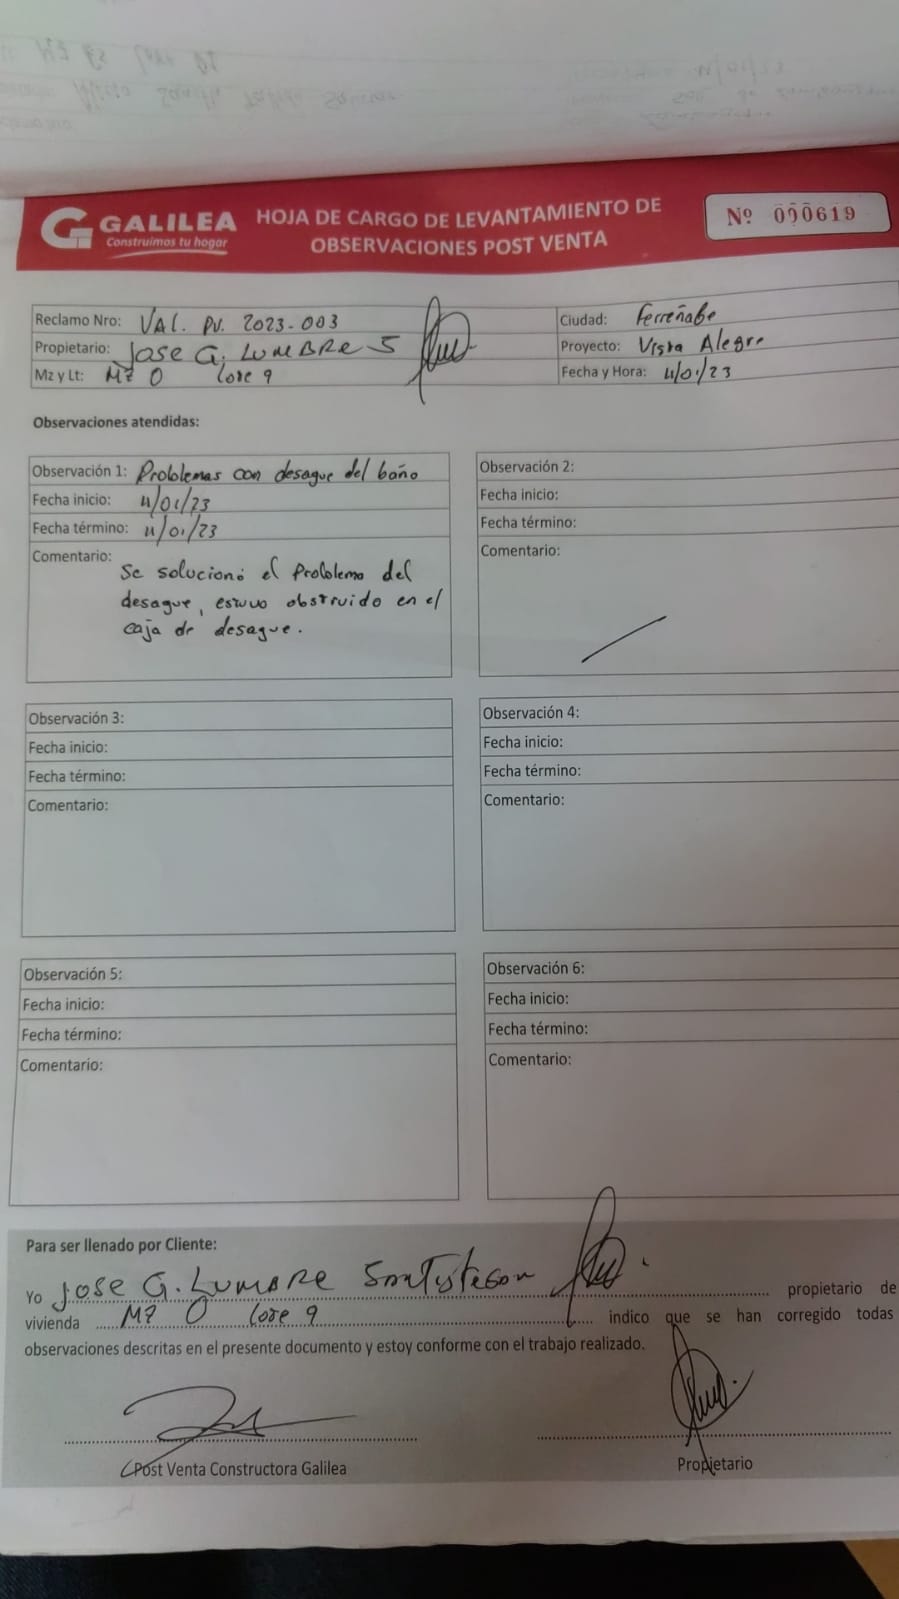 GALILEA
Construimos tu hogar
HOJA DE CARGO DE LEVANTAMIENTO DE
OBSERVACIONES POST VENTA
Nº 000619
Reclamo Nro: VAL. PV. 2023-003
Propietario: Jose G. LUMBRE S
Mz y Lt: Mz O Lote 9
Ciudad: Ferreñafe
Proyecto: Vista Alegre
Fecha y Hora: 11/01/23
Observaciones atendidas:
Observación 1: Problemas con desague del baño
Fecha inicio: 11/01/23
Fecha término: 11/01/23
Comentario: Se solucionó el Problema del
desague, estuvo obstruido en el
caja de desague.
Observación 2:
Fecha inicio:
Fecha término:
Comentario:
Observación 3:
Fecha inicio:
Fecha término:
Comentario:
Observación 4:
Fecha inicio:
Fecha término:
Comentario:
Observación 5:
Fecha inicio:
Fecha término:
Comentario:
Observación 6:
Fecha inicio:
Fecha término:
Comentario:
Para ser llenado por Cliente:
Yo Jose G. LUMBRE Santisteban propietario de
vivienda Mz O Lote 9 indico que se han corregido todas
observaciones descritas en el presente documento y estoy conforme con el trabajo realizado.
Post Venta Constructora Galilea
Propietario